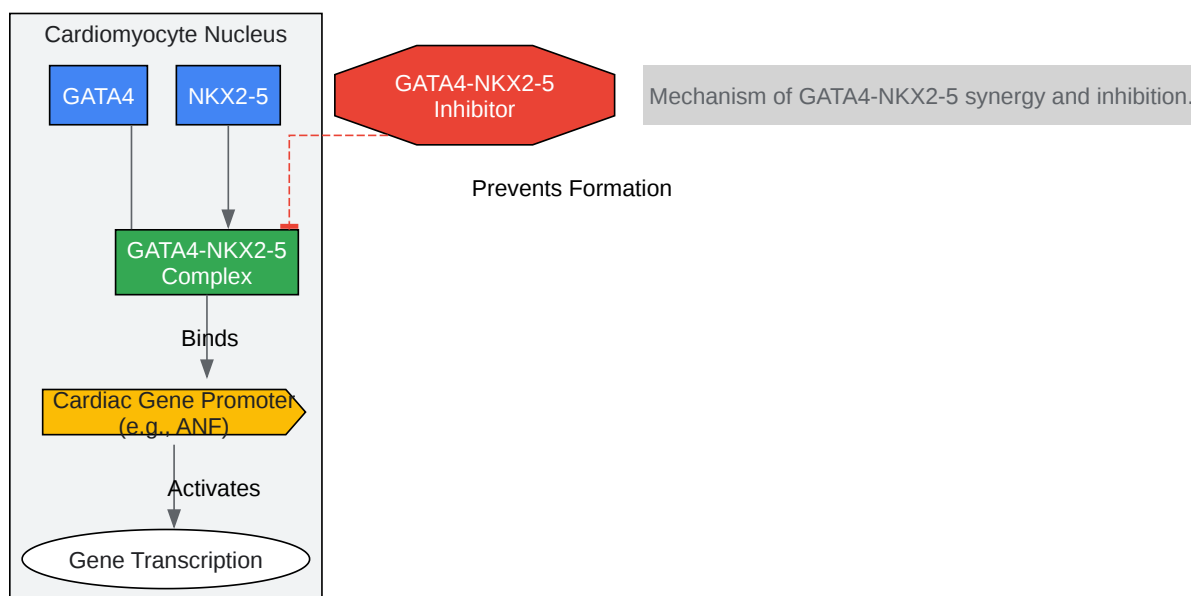 Cardiomyocyte Nucleus
GATA4
NKX2-5
GATA4-NKX2-5
Inhibitor
Mechanism of GATA4-NKX2-5 synergy and inhibition.
Prevents Formation
GATA4-NKX2-5
Complex
Binds
Cardiac Gene Promoter
(e.g., ANF)
Activates
Gene Transcription